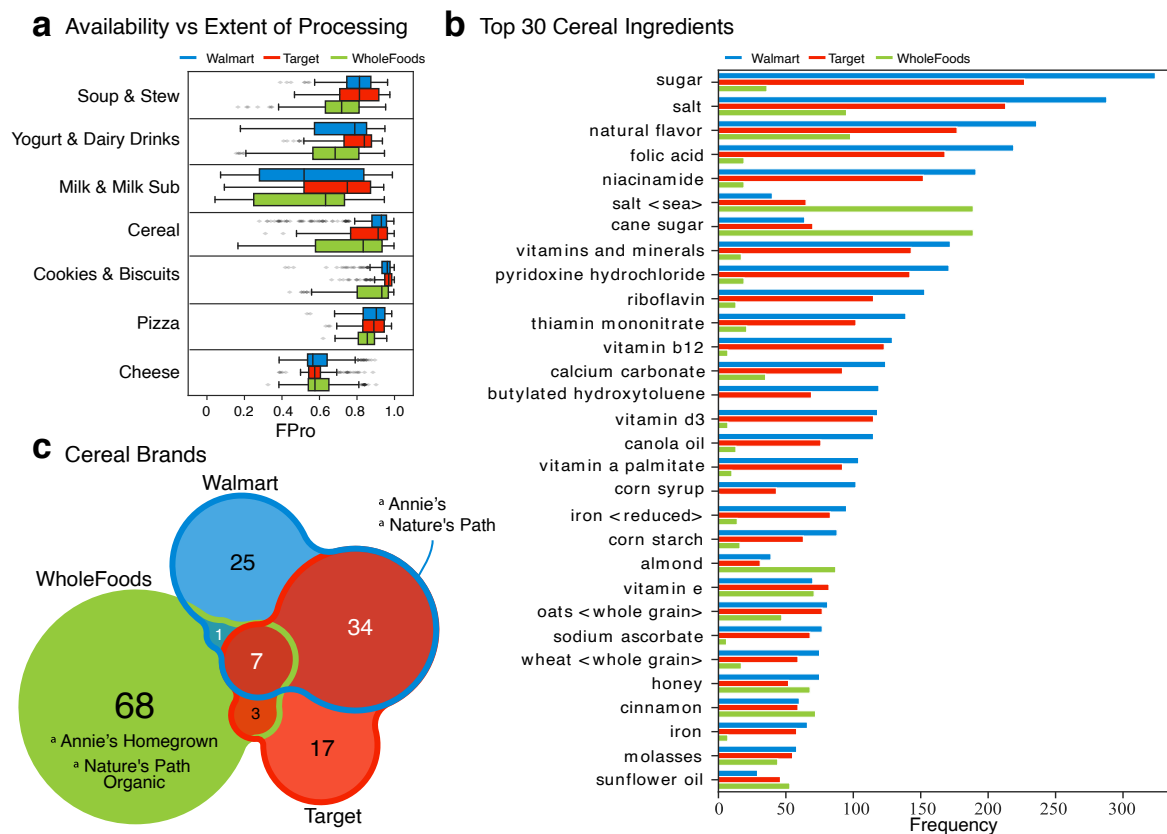 a Availability vs Extent of Processing
Walmart Target WholeFoods
Soup & Stew
Yogurt & Dairy Drinks
Milk & Milk Sub
Cereal
Cookies & Biscuits
Pizza
Cheese
0 0.2 0.4 0.6 0.8 1.0
FPro
b Top 30 Cereal Ingredients
Walmart Target WholeFoods
sugar
salt
natural flavor
folic acid
niacinamide
salt <sea>
cane sugar
vitamins and minerals
pyridoxine hydrochloride
riboflavin
thiamin mononitrate
vitamin b12
calcium carbonate
butylated hydroxytoluene
vitamin d3
canola oil
vitamin a palmitate
corn syrup
iron <reduced>
corn starch
almond
vitamin e
oats <whole grain>
sodium ascorbate
wheat <whole grain>
honey
cinnamon
iron
molasses
sunflower oil
0 50 100 150 200 250 300
Frequency
c Cereal Brands
Walmart
a Annie's
a Nature's Path
25
WholeFoods
34
1
7
68
3
a Annie's Homegrown
17
a Nature's Path
Organic
Target